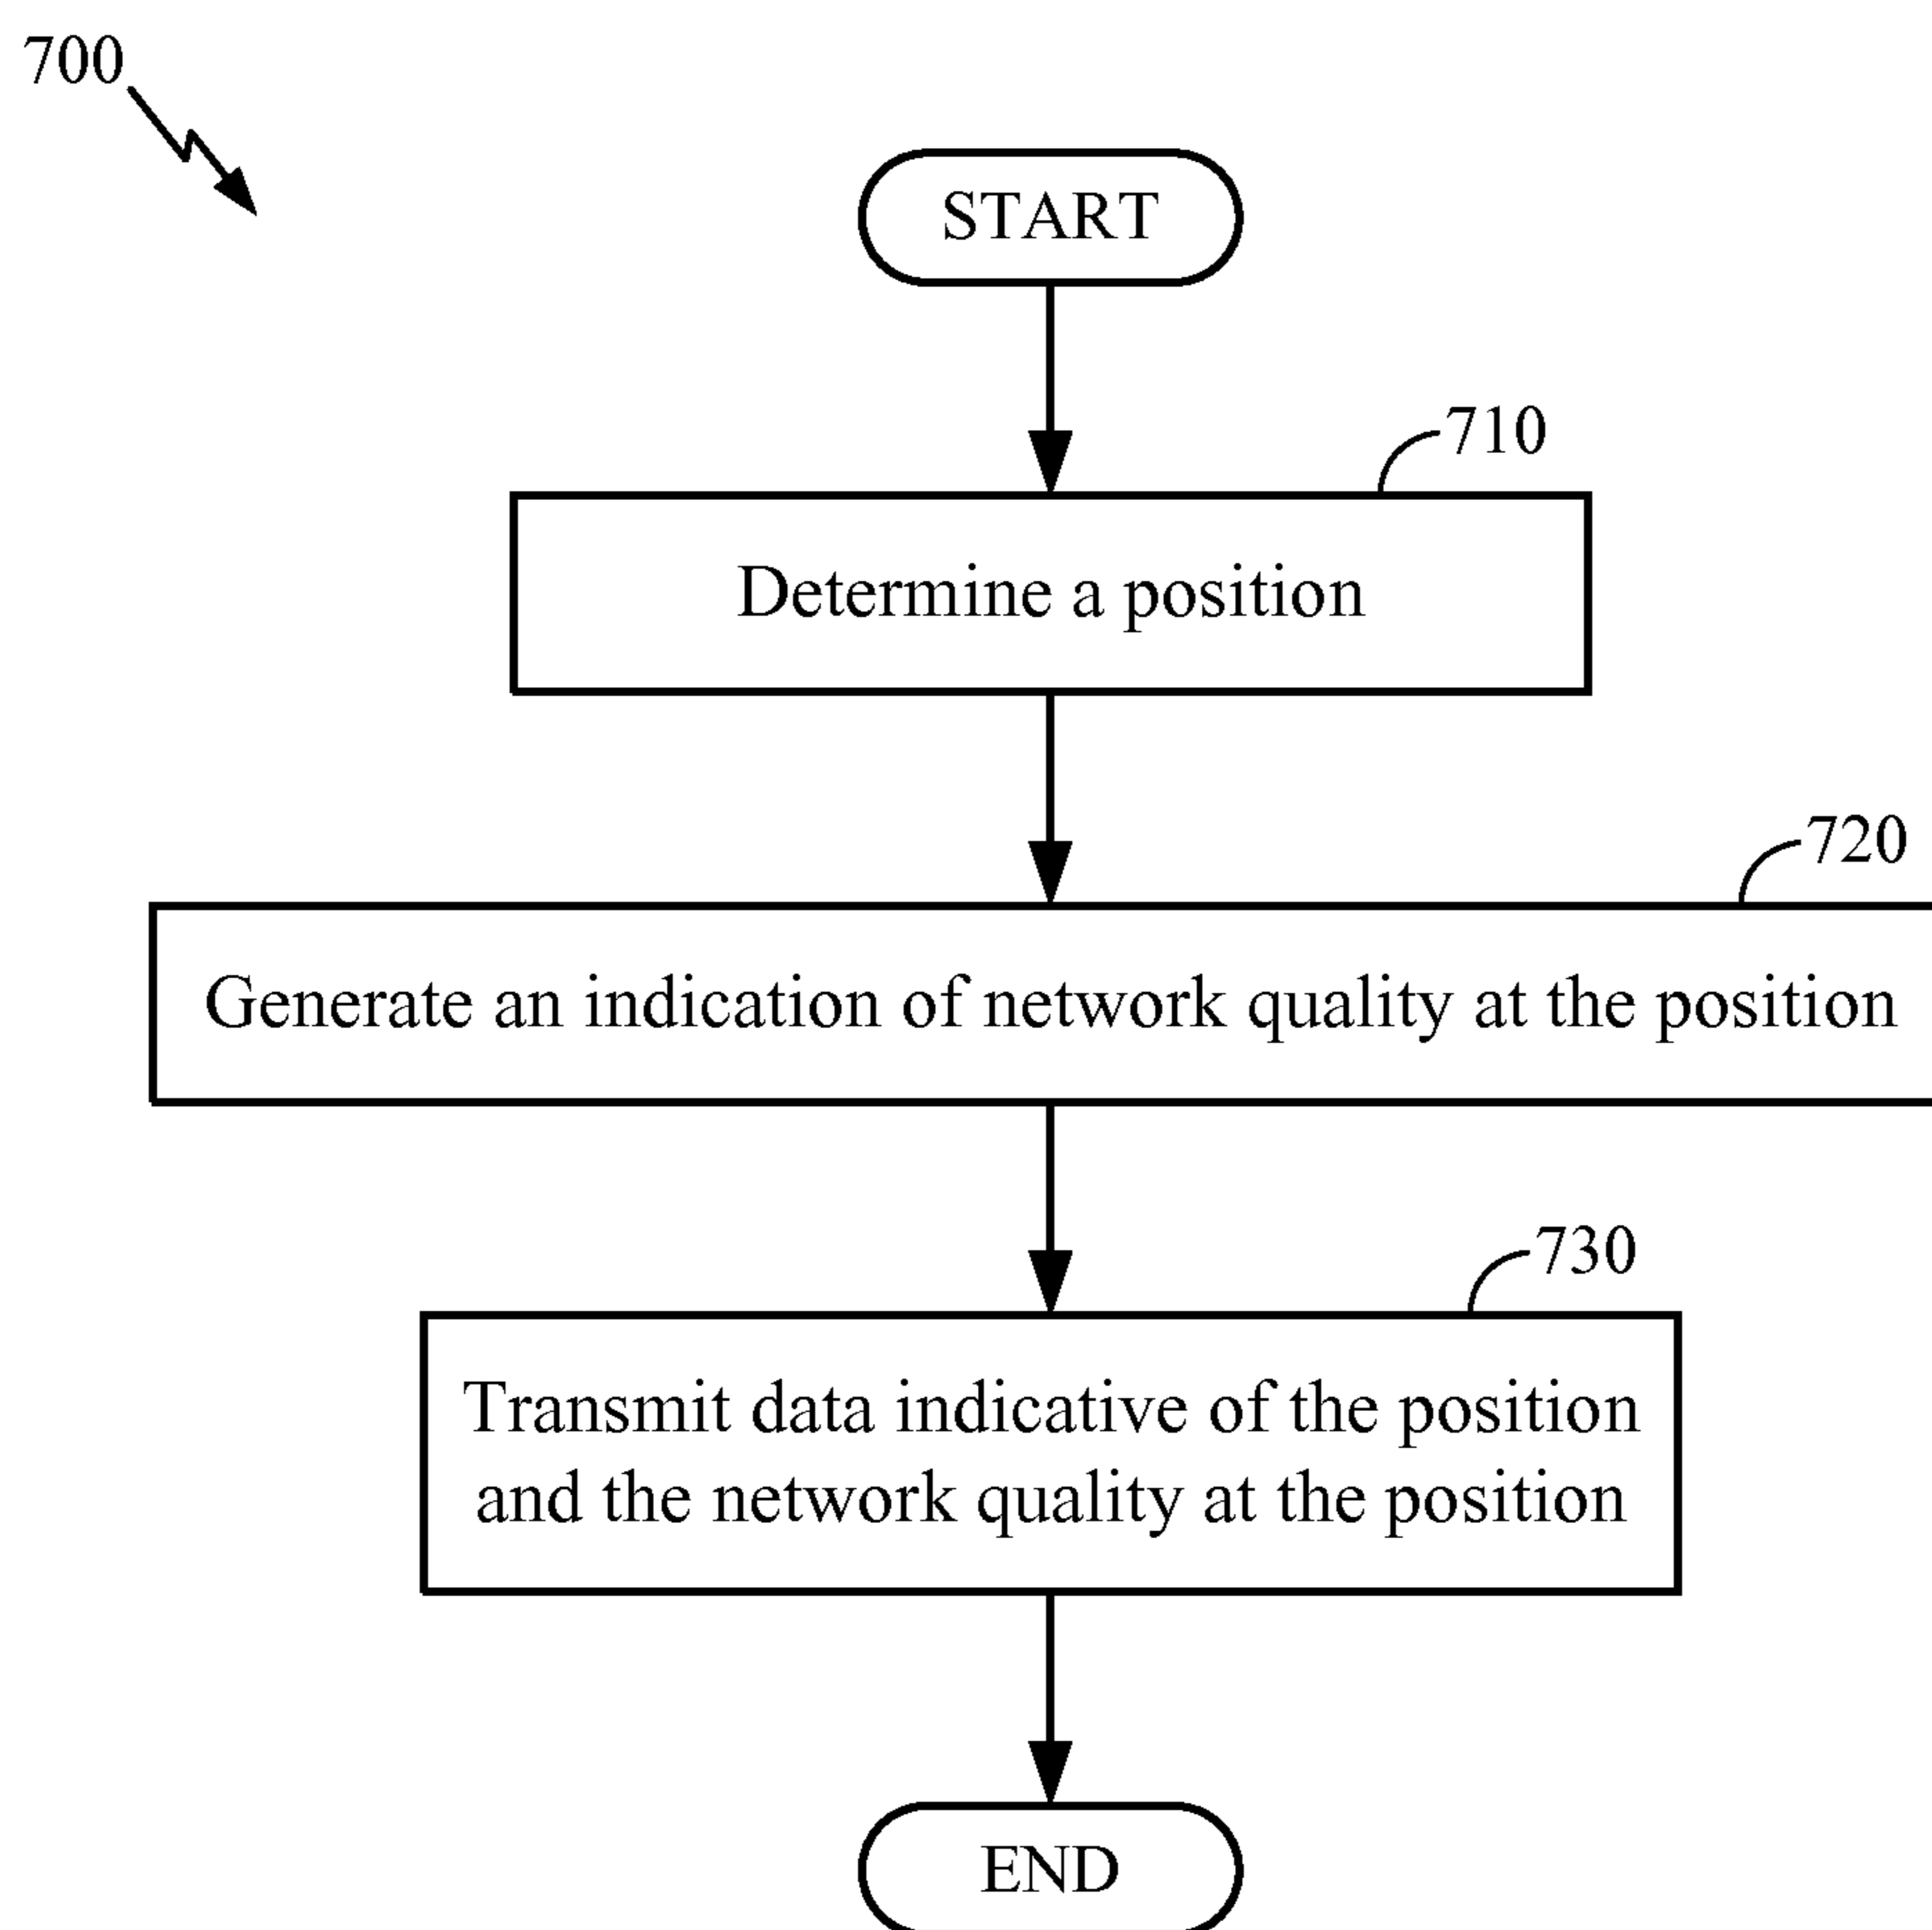 700
START
710
Determine a position
720
Generate an indication of network quality at the position
730
Transmit data indicative of the position
and the network quality at the position
END